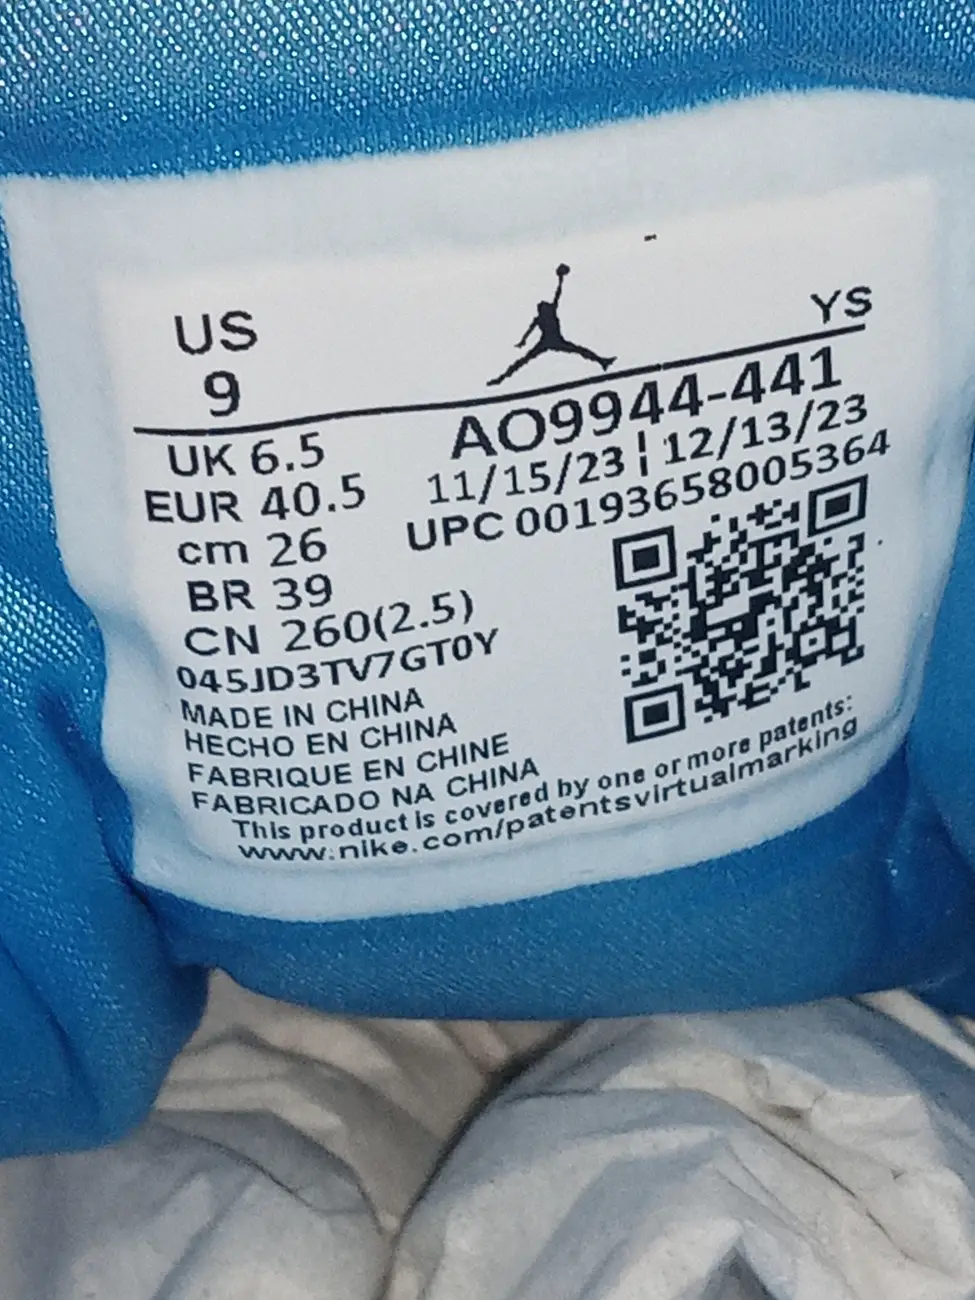 US
9
YS
UK 6.5
EUR 40.5
cm 26
BR 39
CN 260(2.5)
AO9944-441
11/15/23 ¦ 12/13/23
UPC 00193658005364
045JD3TV7GT0Y
MADE IN CHINA
HECHO EN CHINA
FABRIQUE EN CHINE
FABRICADO NA CHINA
This product is covered by one or more patents:
www.nike.com/patentsvirtualmarking